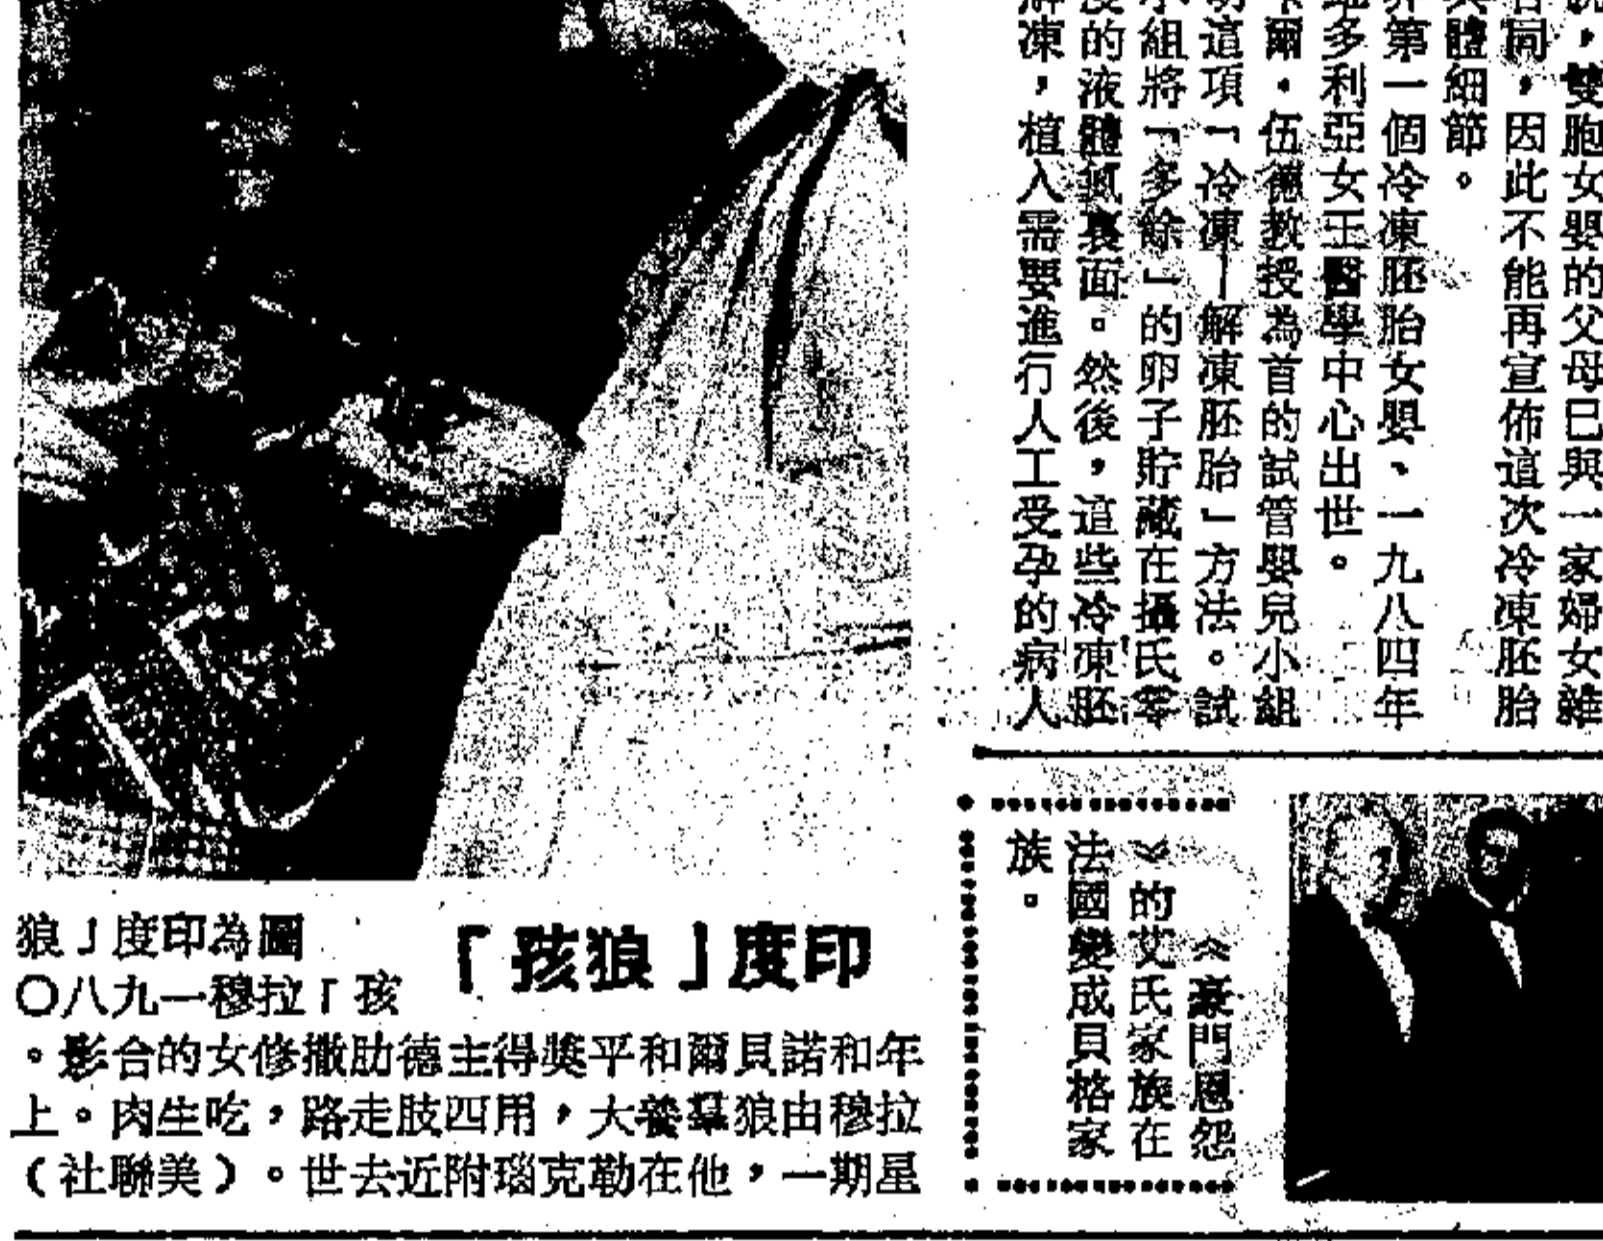 ，雙胞女嬰的父母已與一家婦女雜
同，因此不能再宣佈這次冷凍胚胎
體細節。
第一個冷凍胚胎女嬰、一九八四年
多利亞女王醫學中心出世。
爾．伍德教授為首的試管嬰兒小組
這項「冷凍—解凍胚胎」方法。試
小組將「多餘」的卵子貯藏在攝氏零
度的液體氮裏面。然後，這些冷凍胚
解凍，植入需要進行人工受孕的病人
《豪門恩怨
》的艾氏家族在
法國變成員格家
族。
印度「狼孩」
圖為印度「狼
孩」拉穆一九八〇
年和諾貝爾和平獎得主德肋撒修女的合影。
拉穆由狼羣養大，用四肢走路，吃生肉。上
星期一，他在勒克瑙附近去世。（美聯社）